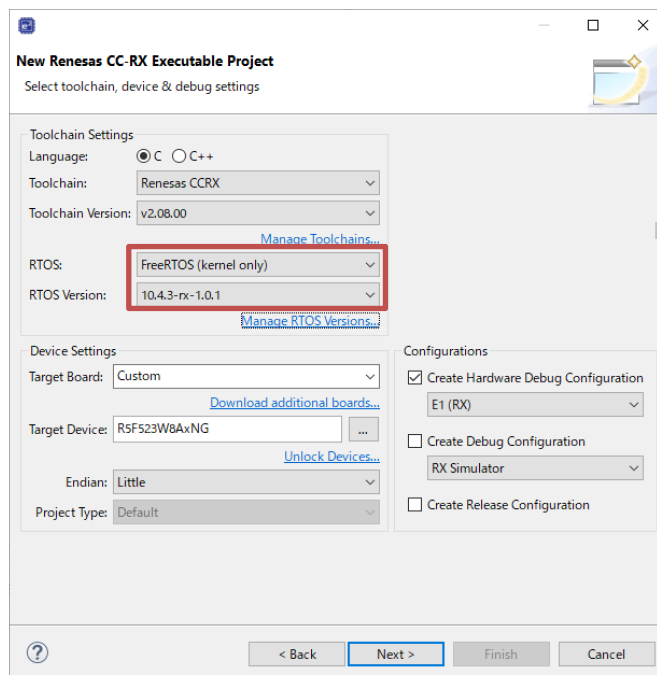 New Renesas CC-RX Executable Project
Select toolchain, device & debug settings
Toolchain Settings
Language: C C++
Toolchain: Renesas CCRX
Toolchain Version: v2.08.00
Manage Toolchains...
RTOS: FreeRTOS (kernel only)
RTOS Version: 10.4.3-rx-1.0.1
Manage RTOS Versions...
Device Settings
Target Board: Custom
Download additional boards...
Target Device: R5F523W8AxNG ...
Unlock Devices...
Endian: Little
Project Type: Default
Configurations
Create Hardware Debug Configuration
E1 (RX)
Create Debug Configuration
RX Simulator
Create Release Configuration
? < Back Next > Finish Cancel